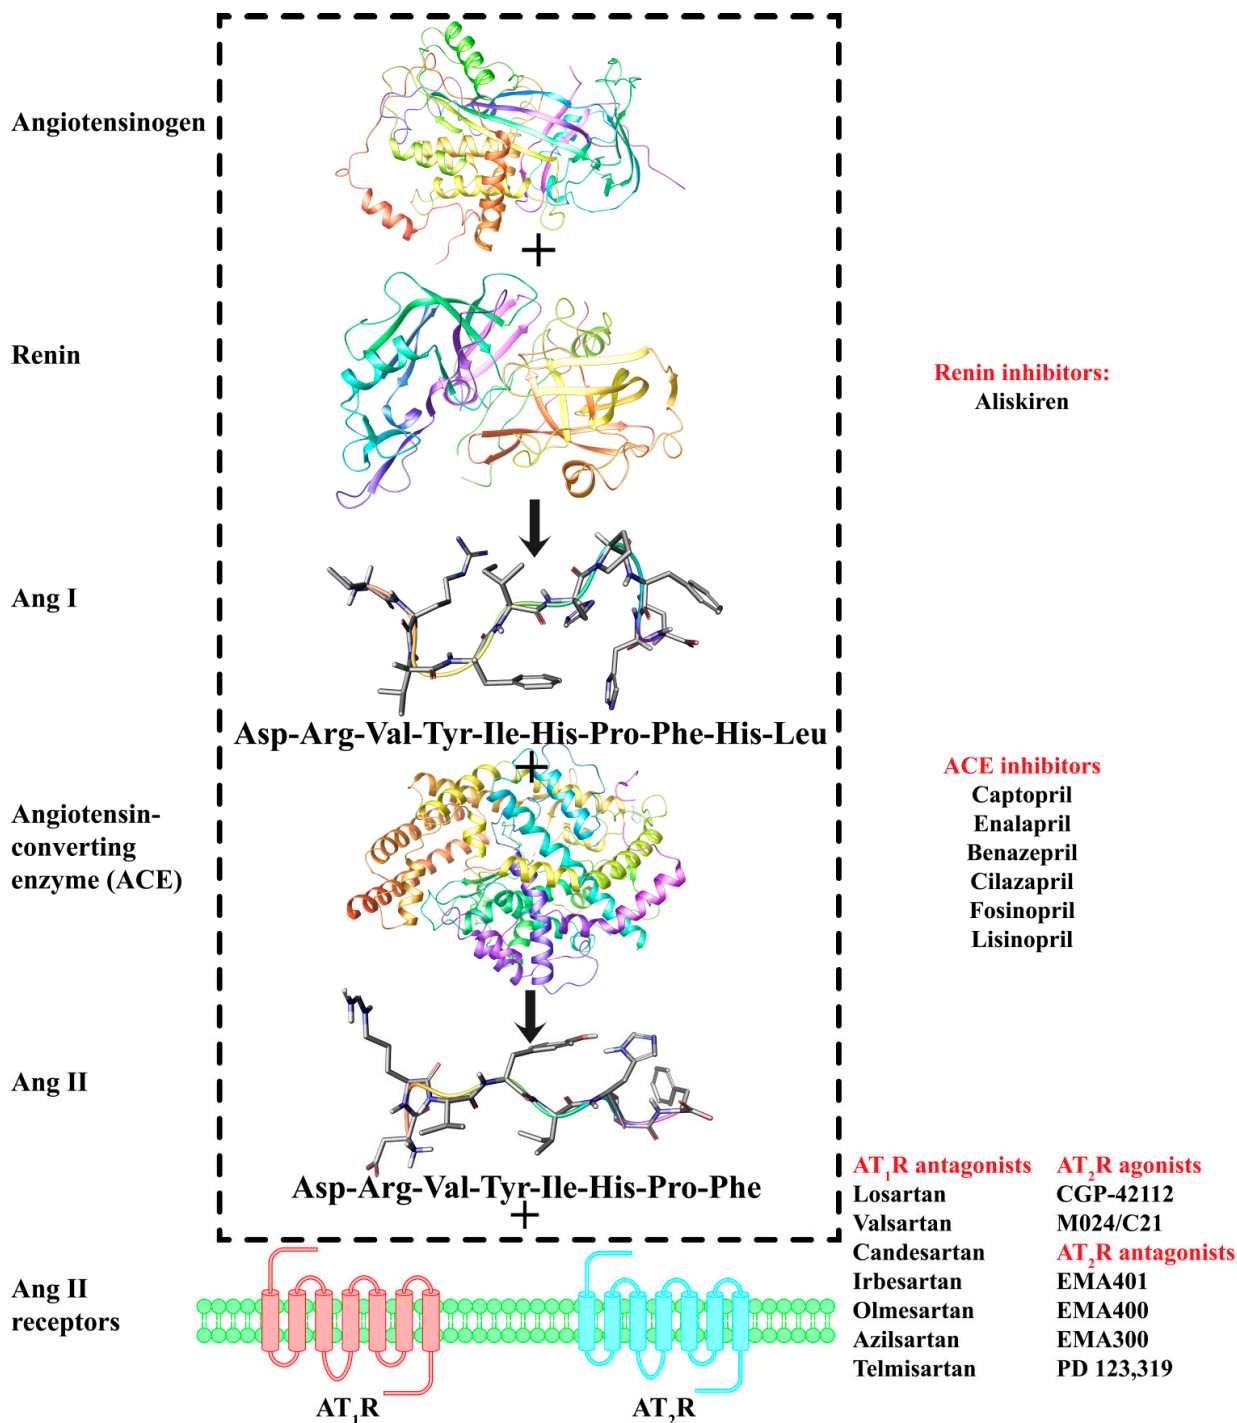 Angiotensinogen
+
Renin
Renin inhibitors:
Aliskiren
Ang I
Asp-Arg-Val-Tyr-Ile-His-Pro-Phe-His-Leu
+
Angiotensin-
converting
enzyme (ACE)
ACE inhibitors
Captopril
Enalapril
Benazepril
Cilazapril
Fosinopril
Lisinopril
Ang II
Asp-Arg-Val-Tyr-Ile-His-Pro-Phe
+
AT₁R antagonists
Losartan
Valsartan
Candesartan
Irbesartan
Olmesartan
Azilsartan
Telmisartan
AT₂R agonists
CGP-42112
M024/C21
AT₂R antagonists
EMA401
EMA400
EMA300
PD 123,319
Ang II
receptors
AT₁R
AT₂R